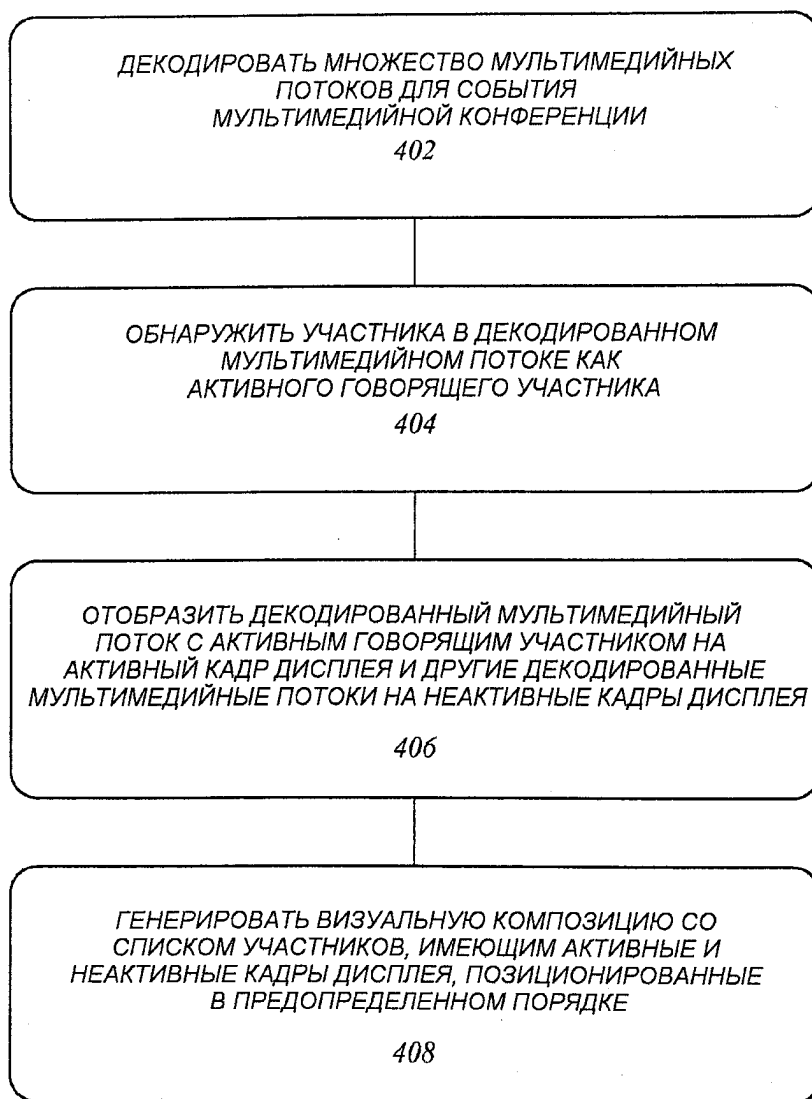 ДЕКОДИРОВАТЬ МНОЖЕСТВО МУЛЬТИМЕДИЙНЫХ
ПОТОКОВ ДЛЯ СОБЫТИЯ
МУЛЬТИМЕДИЙНОЙ КОНФЕРЕНЦИИ
402
ОБНАРУЖИТЬ УЧАСТНИКА В ДЕКОДИРОВАННОМ
МУЛЬТИМЕДИЙНОМ ПОТОКЕ КАК
АКТИВНОГО ГОВОРЯЩЕГО УЧАСТНИКА
404
ОТОБРАЗИТЬ ДЕКОДИРОВАННЫЙ МУЛЬТИМЕДИЙНЫЙ
ПОТОК С АКТИВНЫМ ГОВОРЯЩИМ УЧАСТНИКОМ НА
АКТИВНЫЙ КАДР ДИСПЛЕЯ И ДРУГИЕ ДЕКОДИРОВАННЫЕ
МУЛЬТИМЕДИЙНЫЕ ПОТОКИ НА НЕАКТИВНЫЕ КАДРЫ ДИСПЛЕЯ
406
ГЕНЕРИРОВАТЬ ВИЗУАЛЬНУЮ КОМПОЗИЦИЮ СО
СПИСКОМ УЧАСТНИКОВ, ИМЕЮЩИМ АКТИВНЫЕ И
НЕАКТИВНЫЕ КАДРЫ ДИСПЛЕЯ, ПОЗИЦИОНИРОВАННЫЕ
В ПРЕДОПРЕДЕЛЕННОМ ПОРЯДКЕ
408